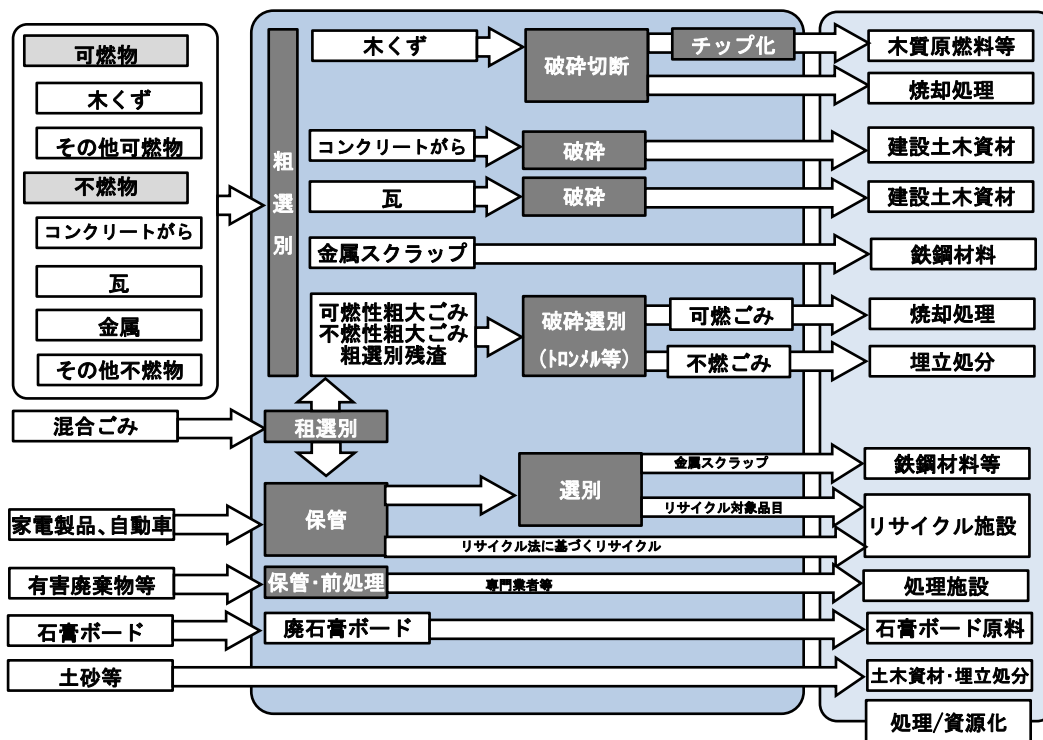 可燃物
木くず
その他可燃物
不燃物
コンクリートがら
瓦
金属
その他不燃物
混合ごみ
家電製品、自動車
有害廃棄物等
石膏ボード
土砂等
粗選別
木くず
破砕切断
チップ化
コンクリートがら
破砕
瓦
破砕
金属スクラップ
可燃性粗大ごみ
不燃性粗大ごみ
粗選別残渣
破砕選別
(トロンメル等)
可燃ごみ
不燃ごみ
租選別
保管
選別
金属スクラップ
リサイクル対象品目
リサイクル法に基づくリサイクル
保管・前処理
専門業者等
廃石膏ボード
木質原燃料等
焼却処理
建設土木資材
建設土木資材
鉄鋼材料
焼却処理
埋立処分
鉄鋼材料等
リサイクル施設
処理施設
石膏ボード原料
土木資材・埋立処分
処理/資源化